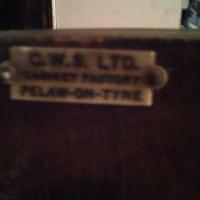 C.W.S. LTD.
CABINET FACTORY
PELAW-ON-TYNE